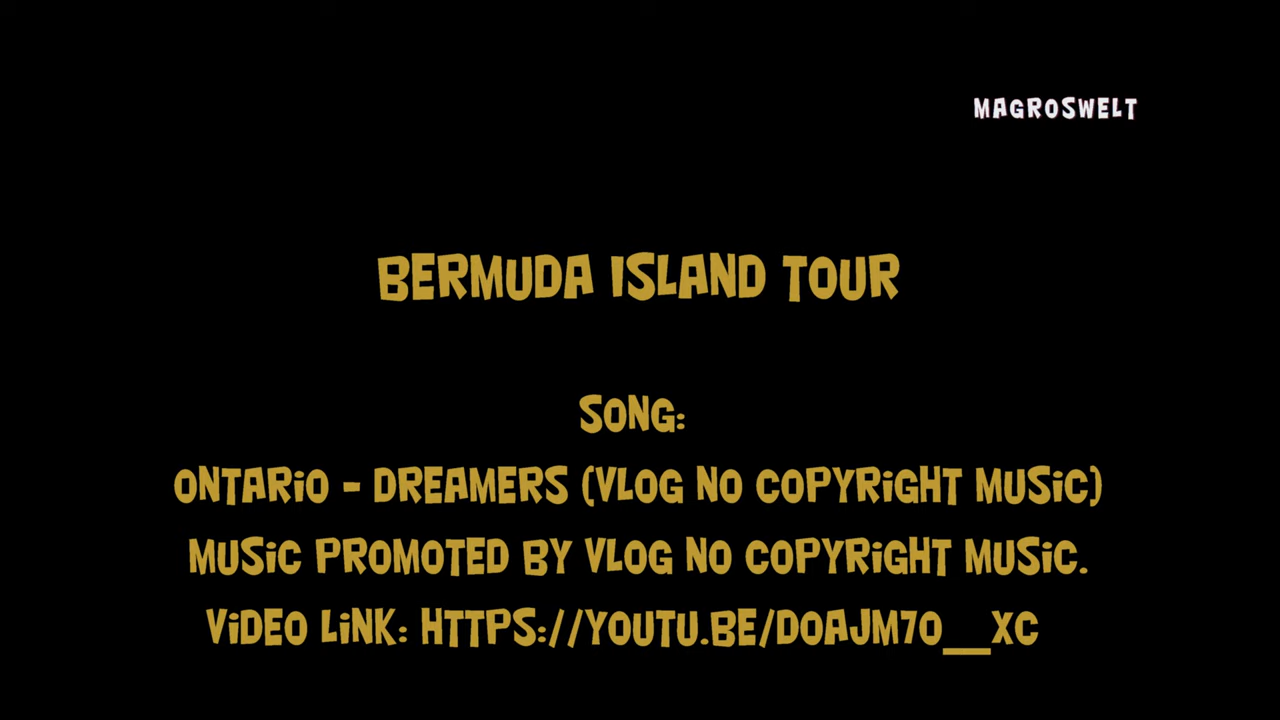 MAGROSWELT
BERMUDA ISLAND TOUR
SONG:
ONTARiO - DREAMERS (VLOG NO COPYRiGHT MUSiC)
MUSiC PROMOTED BY VLOG NO COPYRiGHT MUSiC.
ViDEO LiNK: HTTPS://YOUTU.BE/DOAJM7O__XC